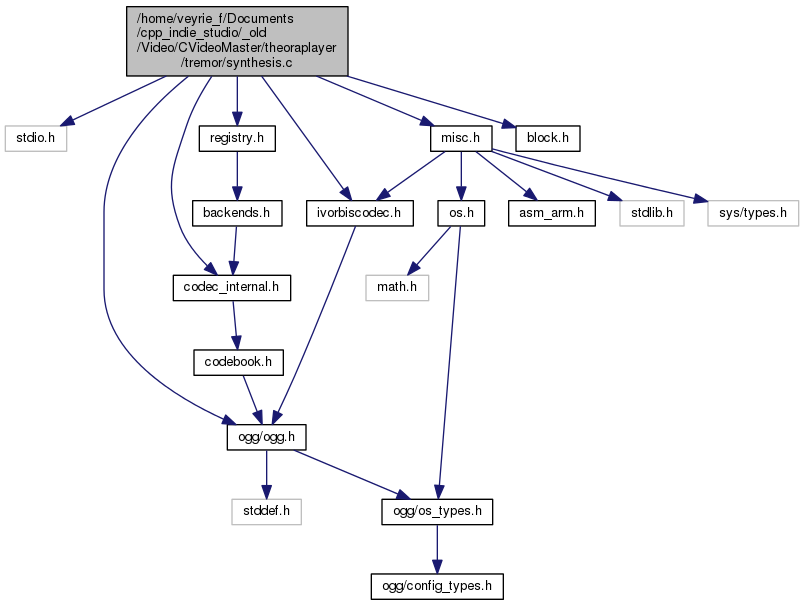 /home/veyrie_f/Documents
/cpp_indie_studio/_old
/Video/CVideoMaster/theoraplayer
/tremor/synthesis.c
stdio.h
registry.h
misc.h
block.h
backends.h
ivorbiscodec.h
os.h
asm_arm.h
stdlib.h
sys/types.h
codec_internal.h
math.h
codebook.h
ogg/ogg.h
stddef.h
ogg/os_types.h
ogg/config_types.h